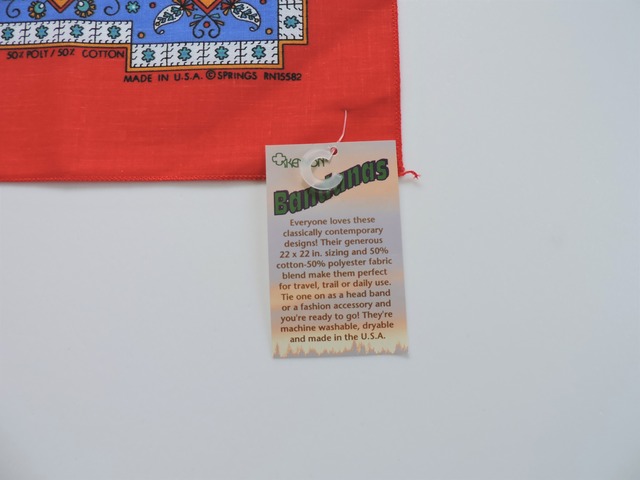 50% POLY / 50% COTTON
MADE IN U.S.A. © SPRINGS RN15582
Bandanas
Everyone loves these
classically contemporary
designs! Their generous
22 x 22 in. sizing and 50%
cotton-50% polyester fabric
blend make them perfect
for travel, trail or daily use.
Tie one on as a head band
or a fashion accessory and
you're ready to go! They're
machine washable, dryable
and made in the U.S.A.